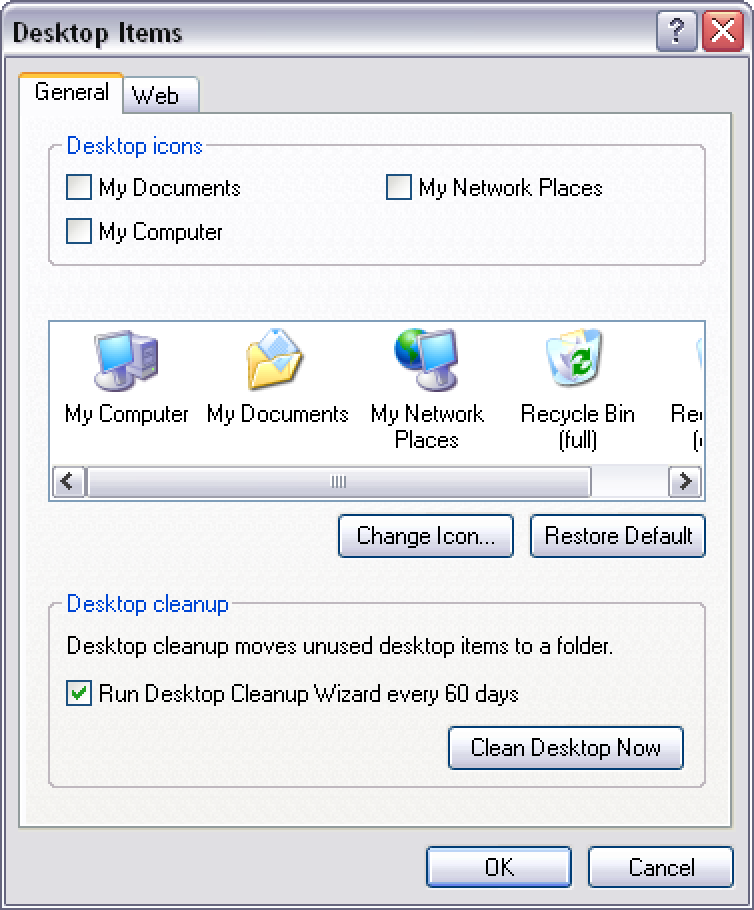 Desktop Items
General
Web
Desktop icons
My Documents
My Network Places
My Computer
My Computer
My Documents
My Network
Places
Recycle Bin
(full)
Change Icon...
Restore Default
Desktop cleanup
Desktop cleanup moves unused desktop items to a folder.
Run Desktop Cleanup Wizard every 60 days
Clean Desktop Now
OK
Cancel